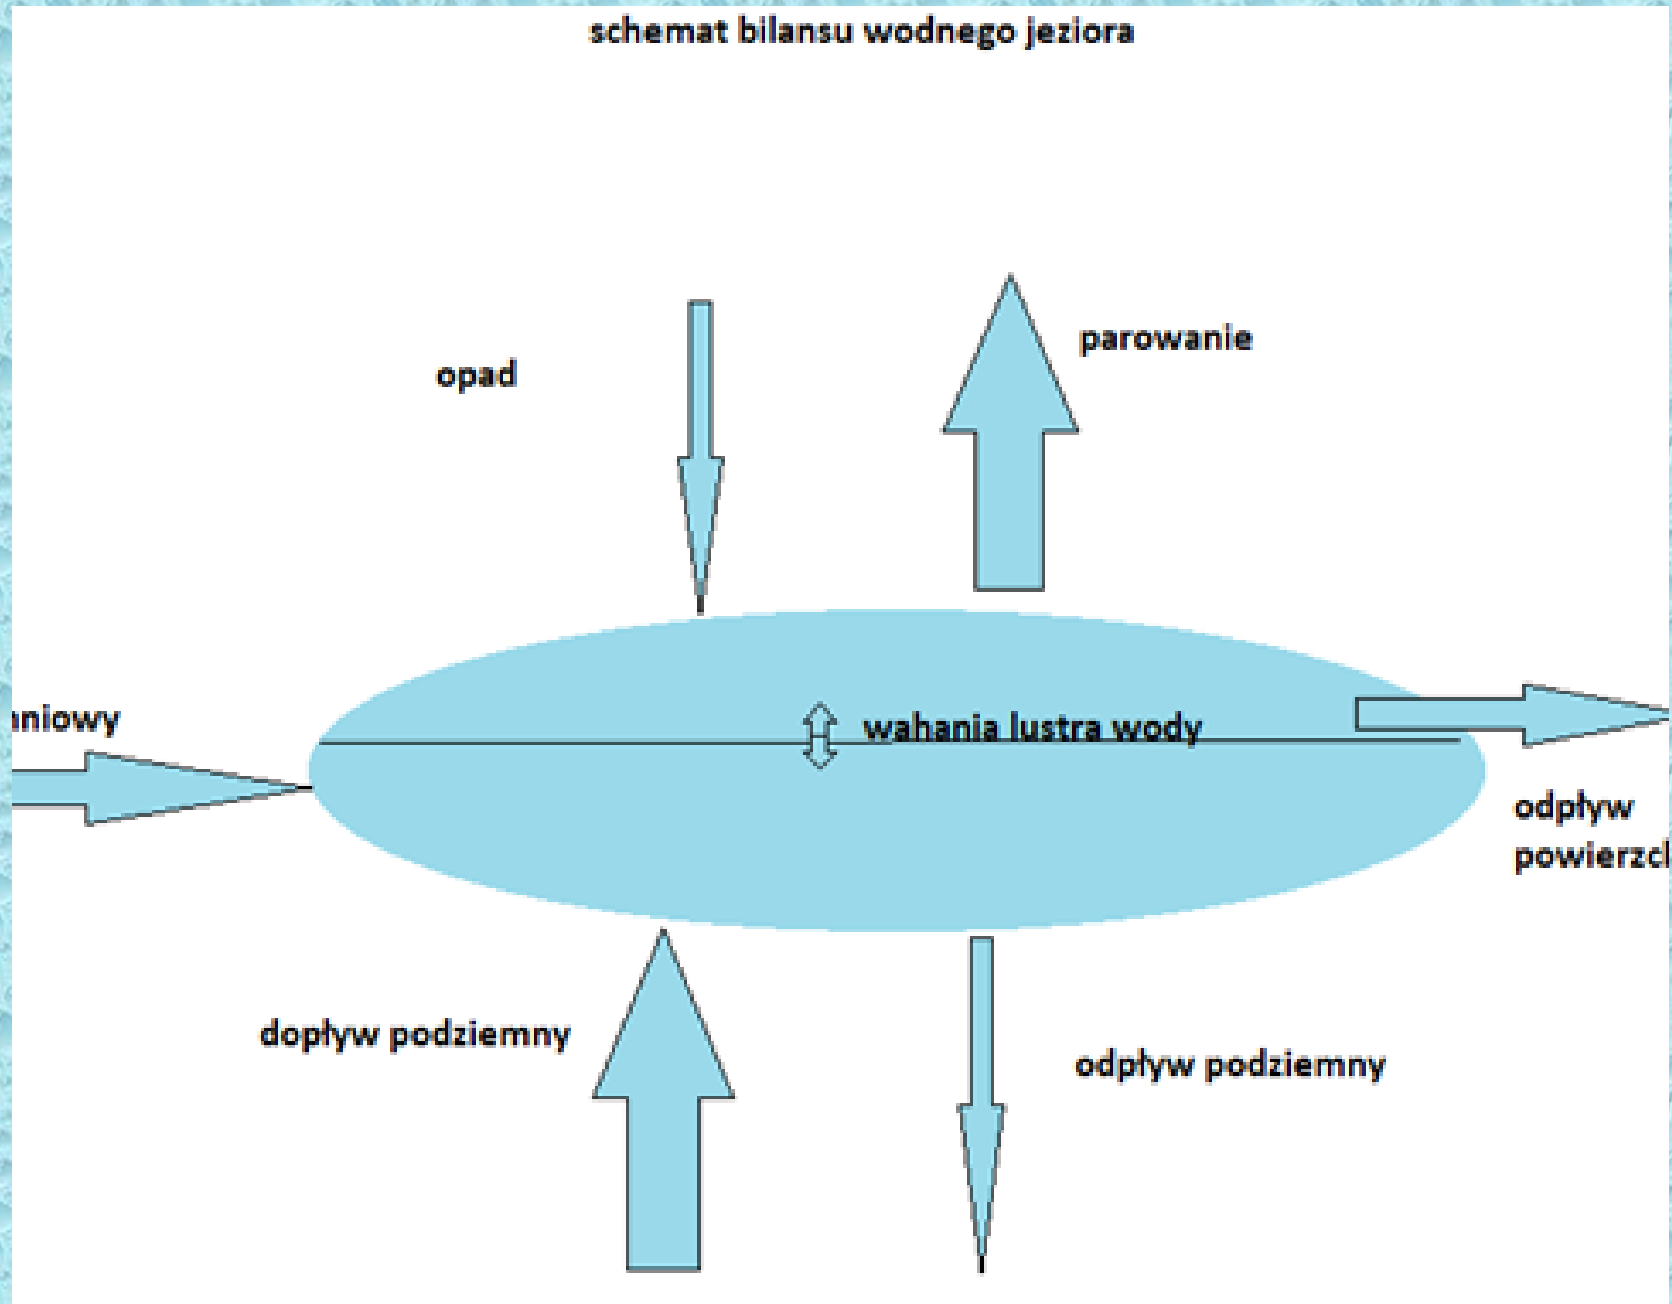 schemat bilansu wodnego jeziora
parowanie
opad
wahania lustra wody
odpływ
dopływ podziemny
odpływ podziemny